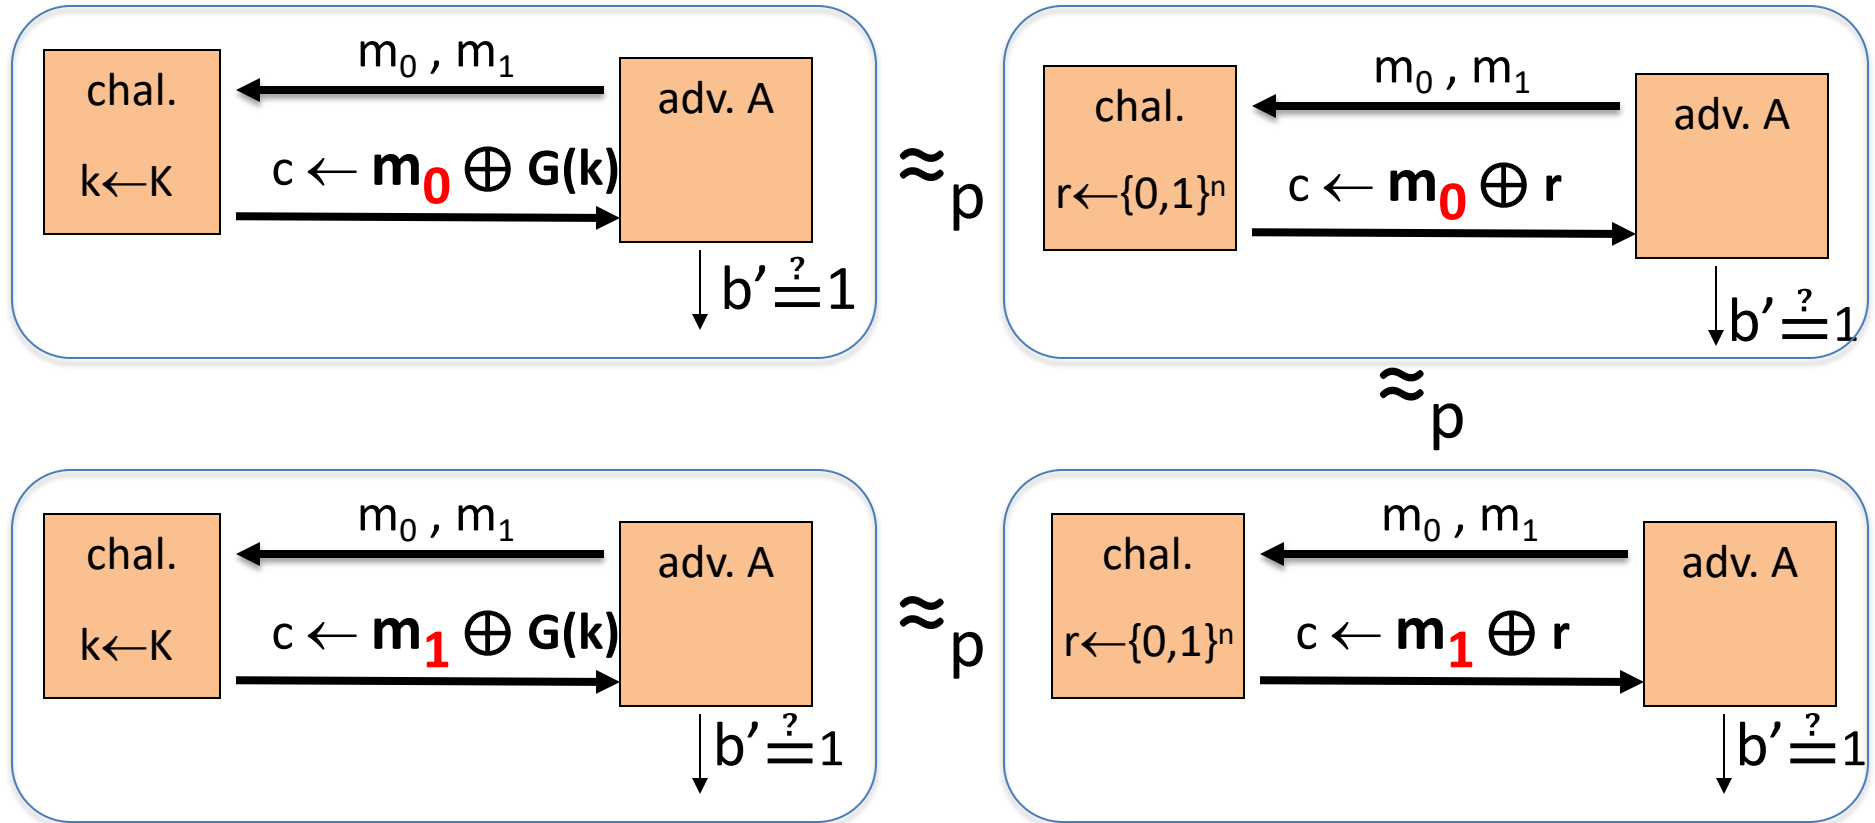 m₀ , m₁
chal.
adv. A
k←K
c ← m₀ ⊕ G(k)
b′ ≟ 1
≈p
m₀ , m₁
chal.
adv. A
r←{0,1}ⁿ
c ← m₀ ⊕ r
b′ ≟ 1
≈p
m₀ , m₁
chal.
adv. A
k←K
c ← m₁ ⊕ G(k)
b′ ≟ 1
≈p
m₀ , m₁
chal.
adv. A
r←{0,1}ⁿ
c ← m₁ ⊕ r
b′ ≟ 1